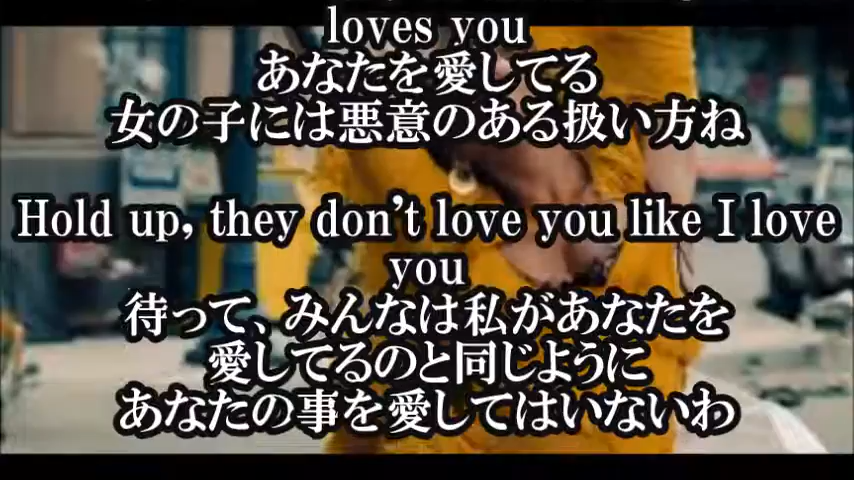 loves you
あなたを愛してる
女の子には悪意のある扱い方ね
Hold up, they don't love you like I love
you
待って、みんなは私があなたを
愛してるのと同じように
あなたの事を愛してはいないわ